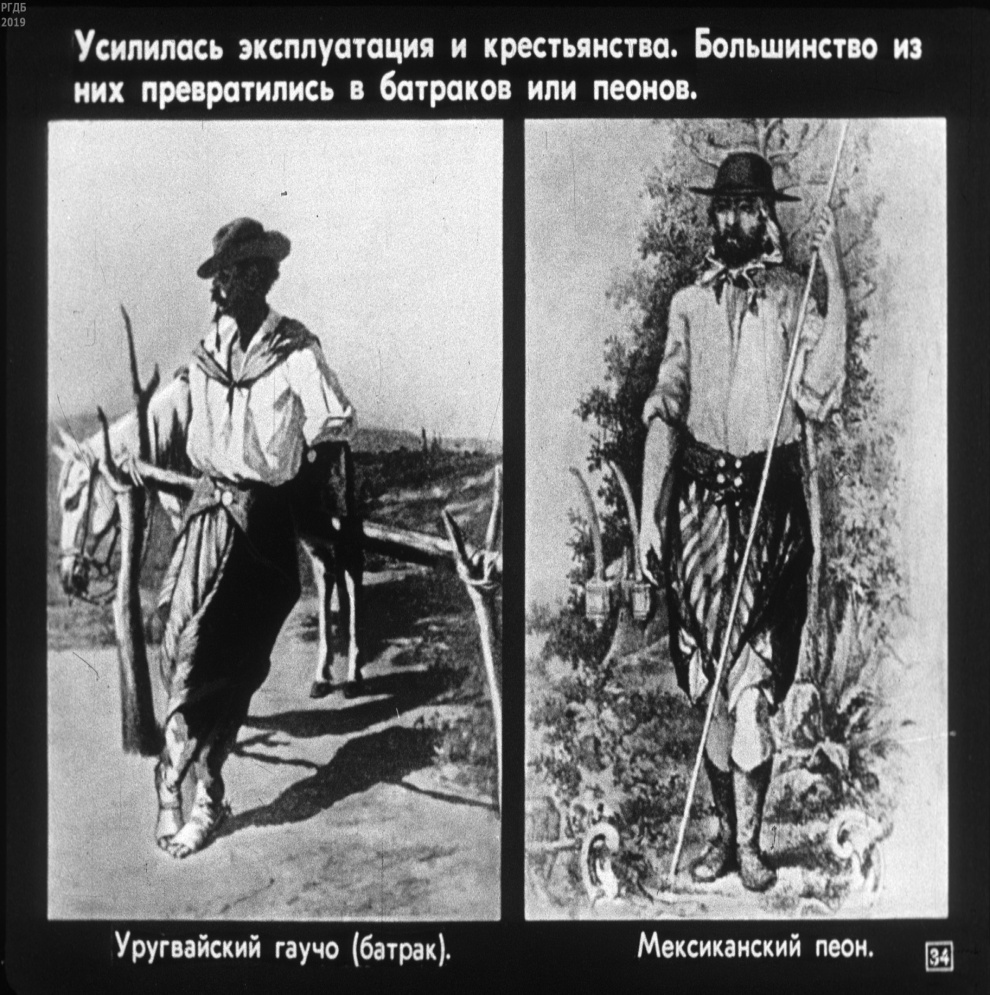 РГДБ
2019
Усилилась эксплуатация и крестьянства. Большинство из
них превратились в батраков или пеонов.
Уругвайский гаучо (батрак).
Мексиканский пеон.
34